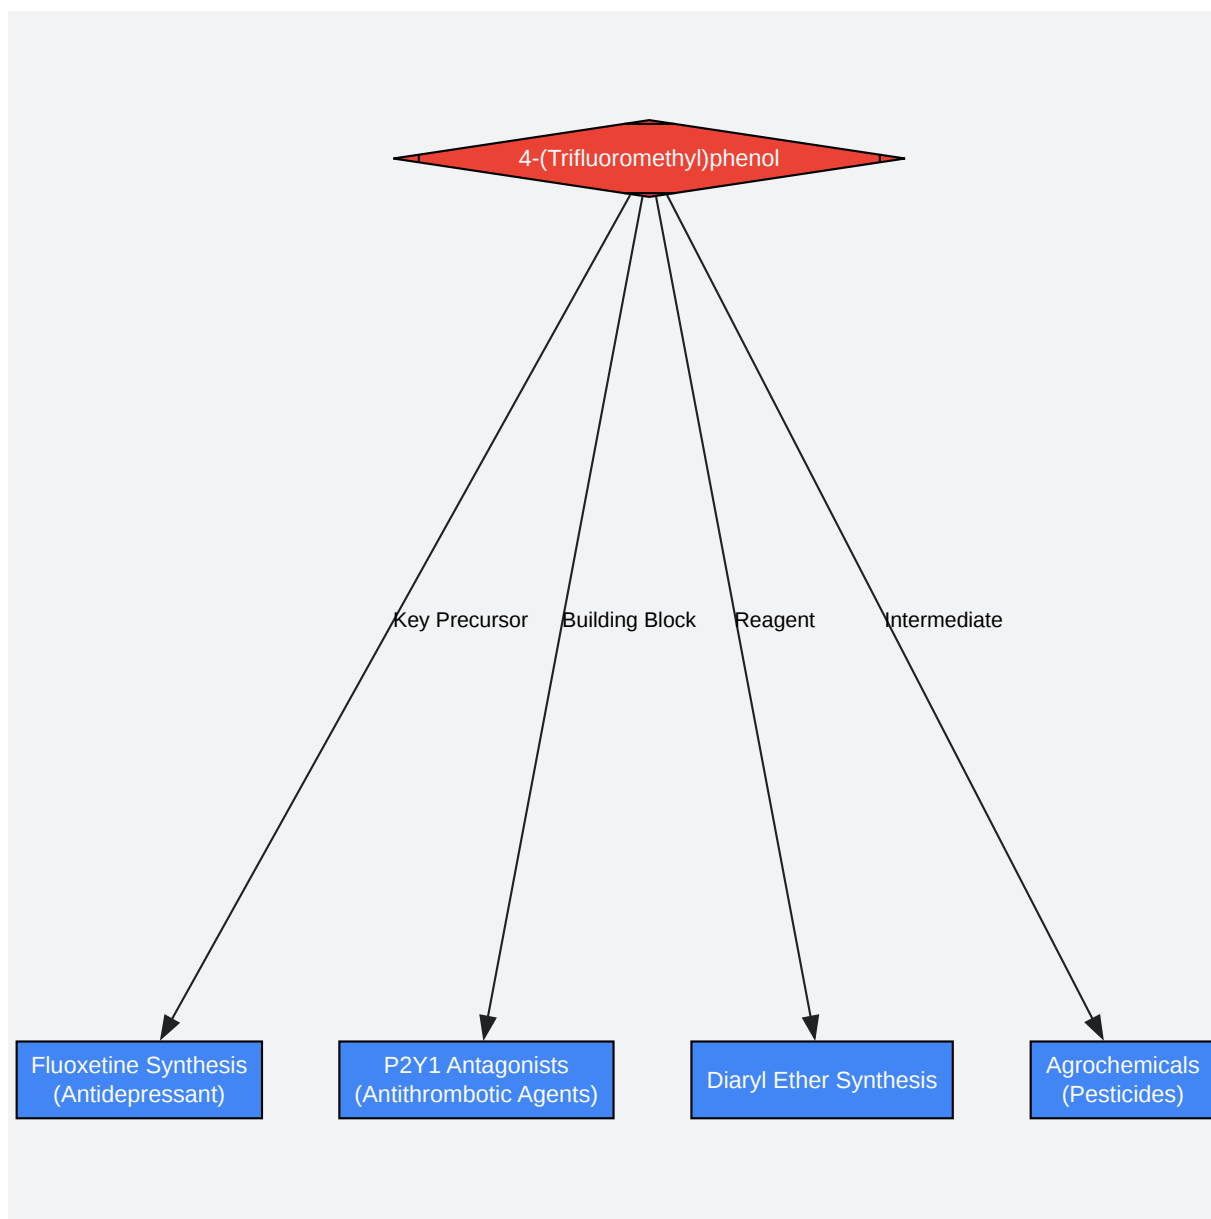 4-(Trifluoromethyl)phenol
Key Precursor
Building Block
Reagent
Intermediate
Fluoxetine Synthesis
(Antidepressant)
P2Y1 Antagonists
(Antithrombotic Agents)
Diaryl Ether Synthesis
Agrochemicals
(Pesticides)